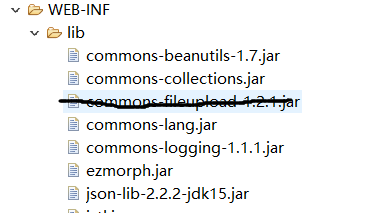 WEB-INF
lib
commons-beanutils-1.7.jar
commons-collections.jar
commons-fileupload-1.2.1.jar
commons-lang.jar
commons-logging-1.1.1.jar
ezmorph.jar
json-lib-2.2.2-jdk15.jar